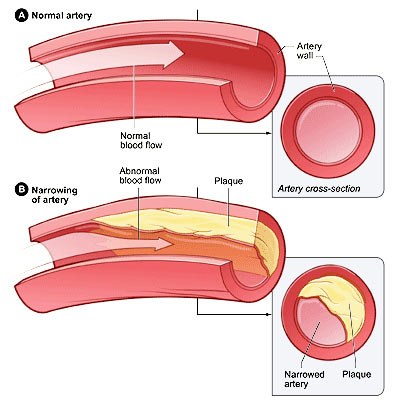 A Normal artery
Artery
wall
Normal
blood flow
Artery cross-section
Abnormal
blood flow
B Narrowing
of artery
Plaque
Narrowed
artery
Plaque